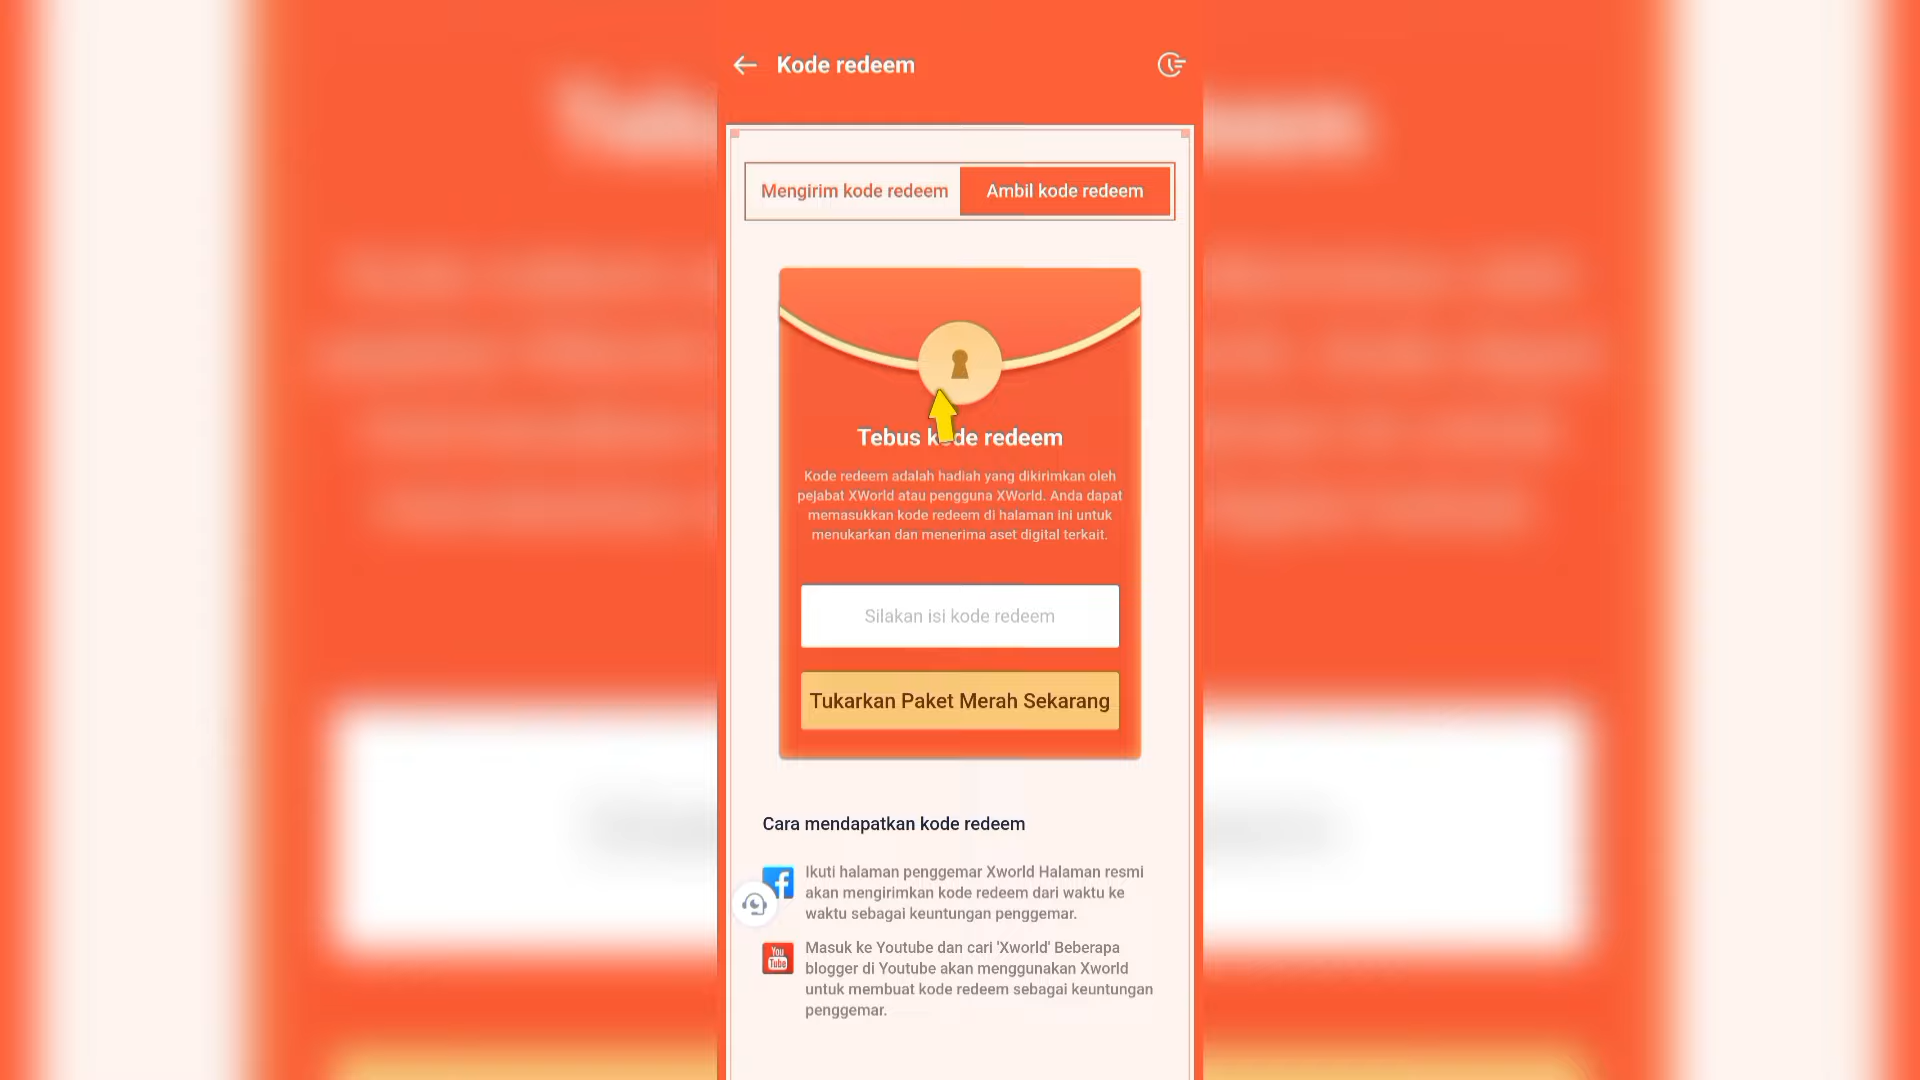 Kode redeem
Mengirim kode redeem
Ambil kode redeem
Tebus kode redeem
Kode redeem adalah hadiah yang dikirimkan oleh
pejabat XWorld atau pengguna XWorld. Anda dapat
memasukkan kode redeem di halaman ini untuk
menukarkan dan menerima aset digital terkait.
Silakan isi kode redeem
Tukarkan Paket Merah Sekarang
Cara mendapatkan kode redeem
Ikuti halaman penggemar Xworld Halaman resmi
akan mengirimkan kode redeem dari waktu ke
waktu sebagai keuntungan penggemar.
You
Tube
Masuk ke Youtube dan cari 'Xworld' Beberapa
blogger di Youtube akan menggunakan Xworld
untuk membuat kode redeem sebagai keuntungan
penggemar.